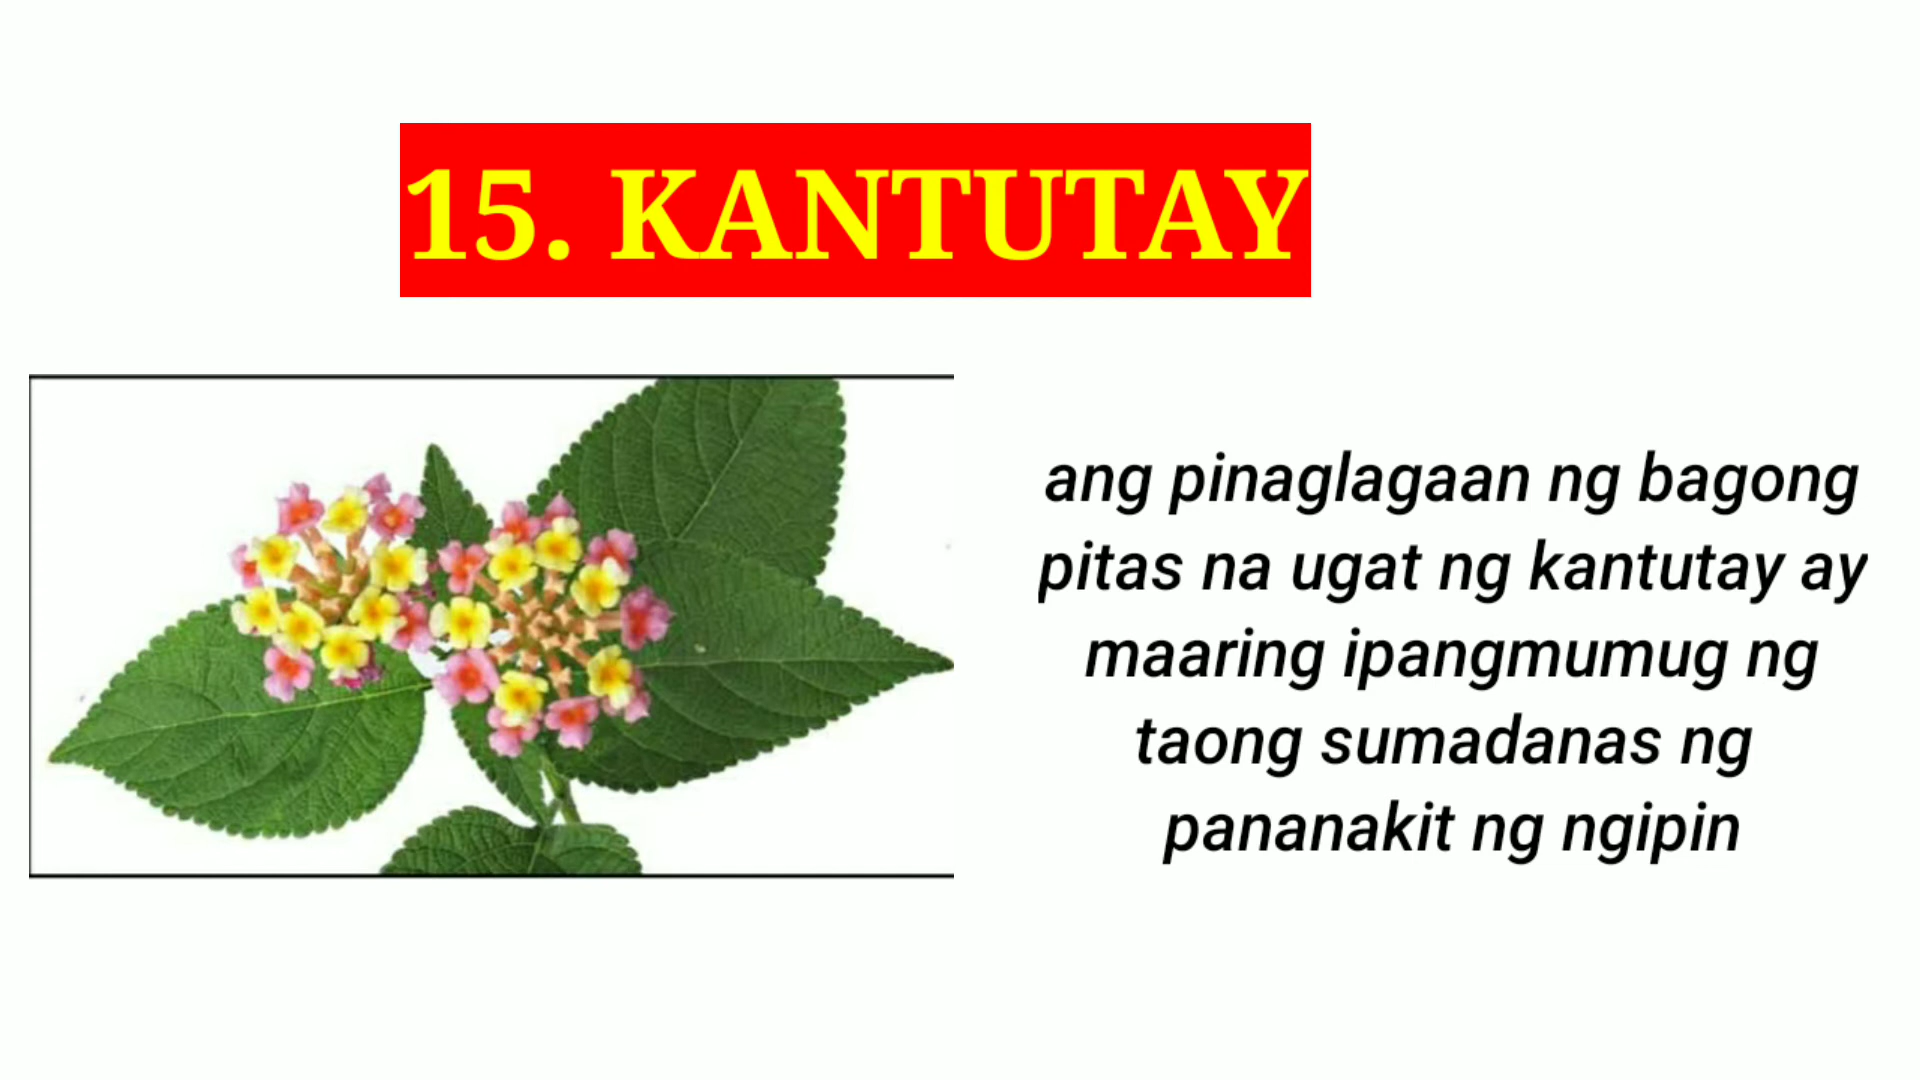 15. KANTUTAY
ang pinaglagaan ng bagong
pitas na ugat ng kantutay ay
maaring ipangmumug ng
taong sumadanas ng
pananakit ng ngipin